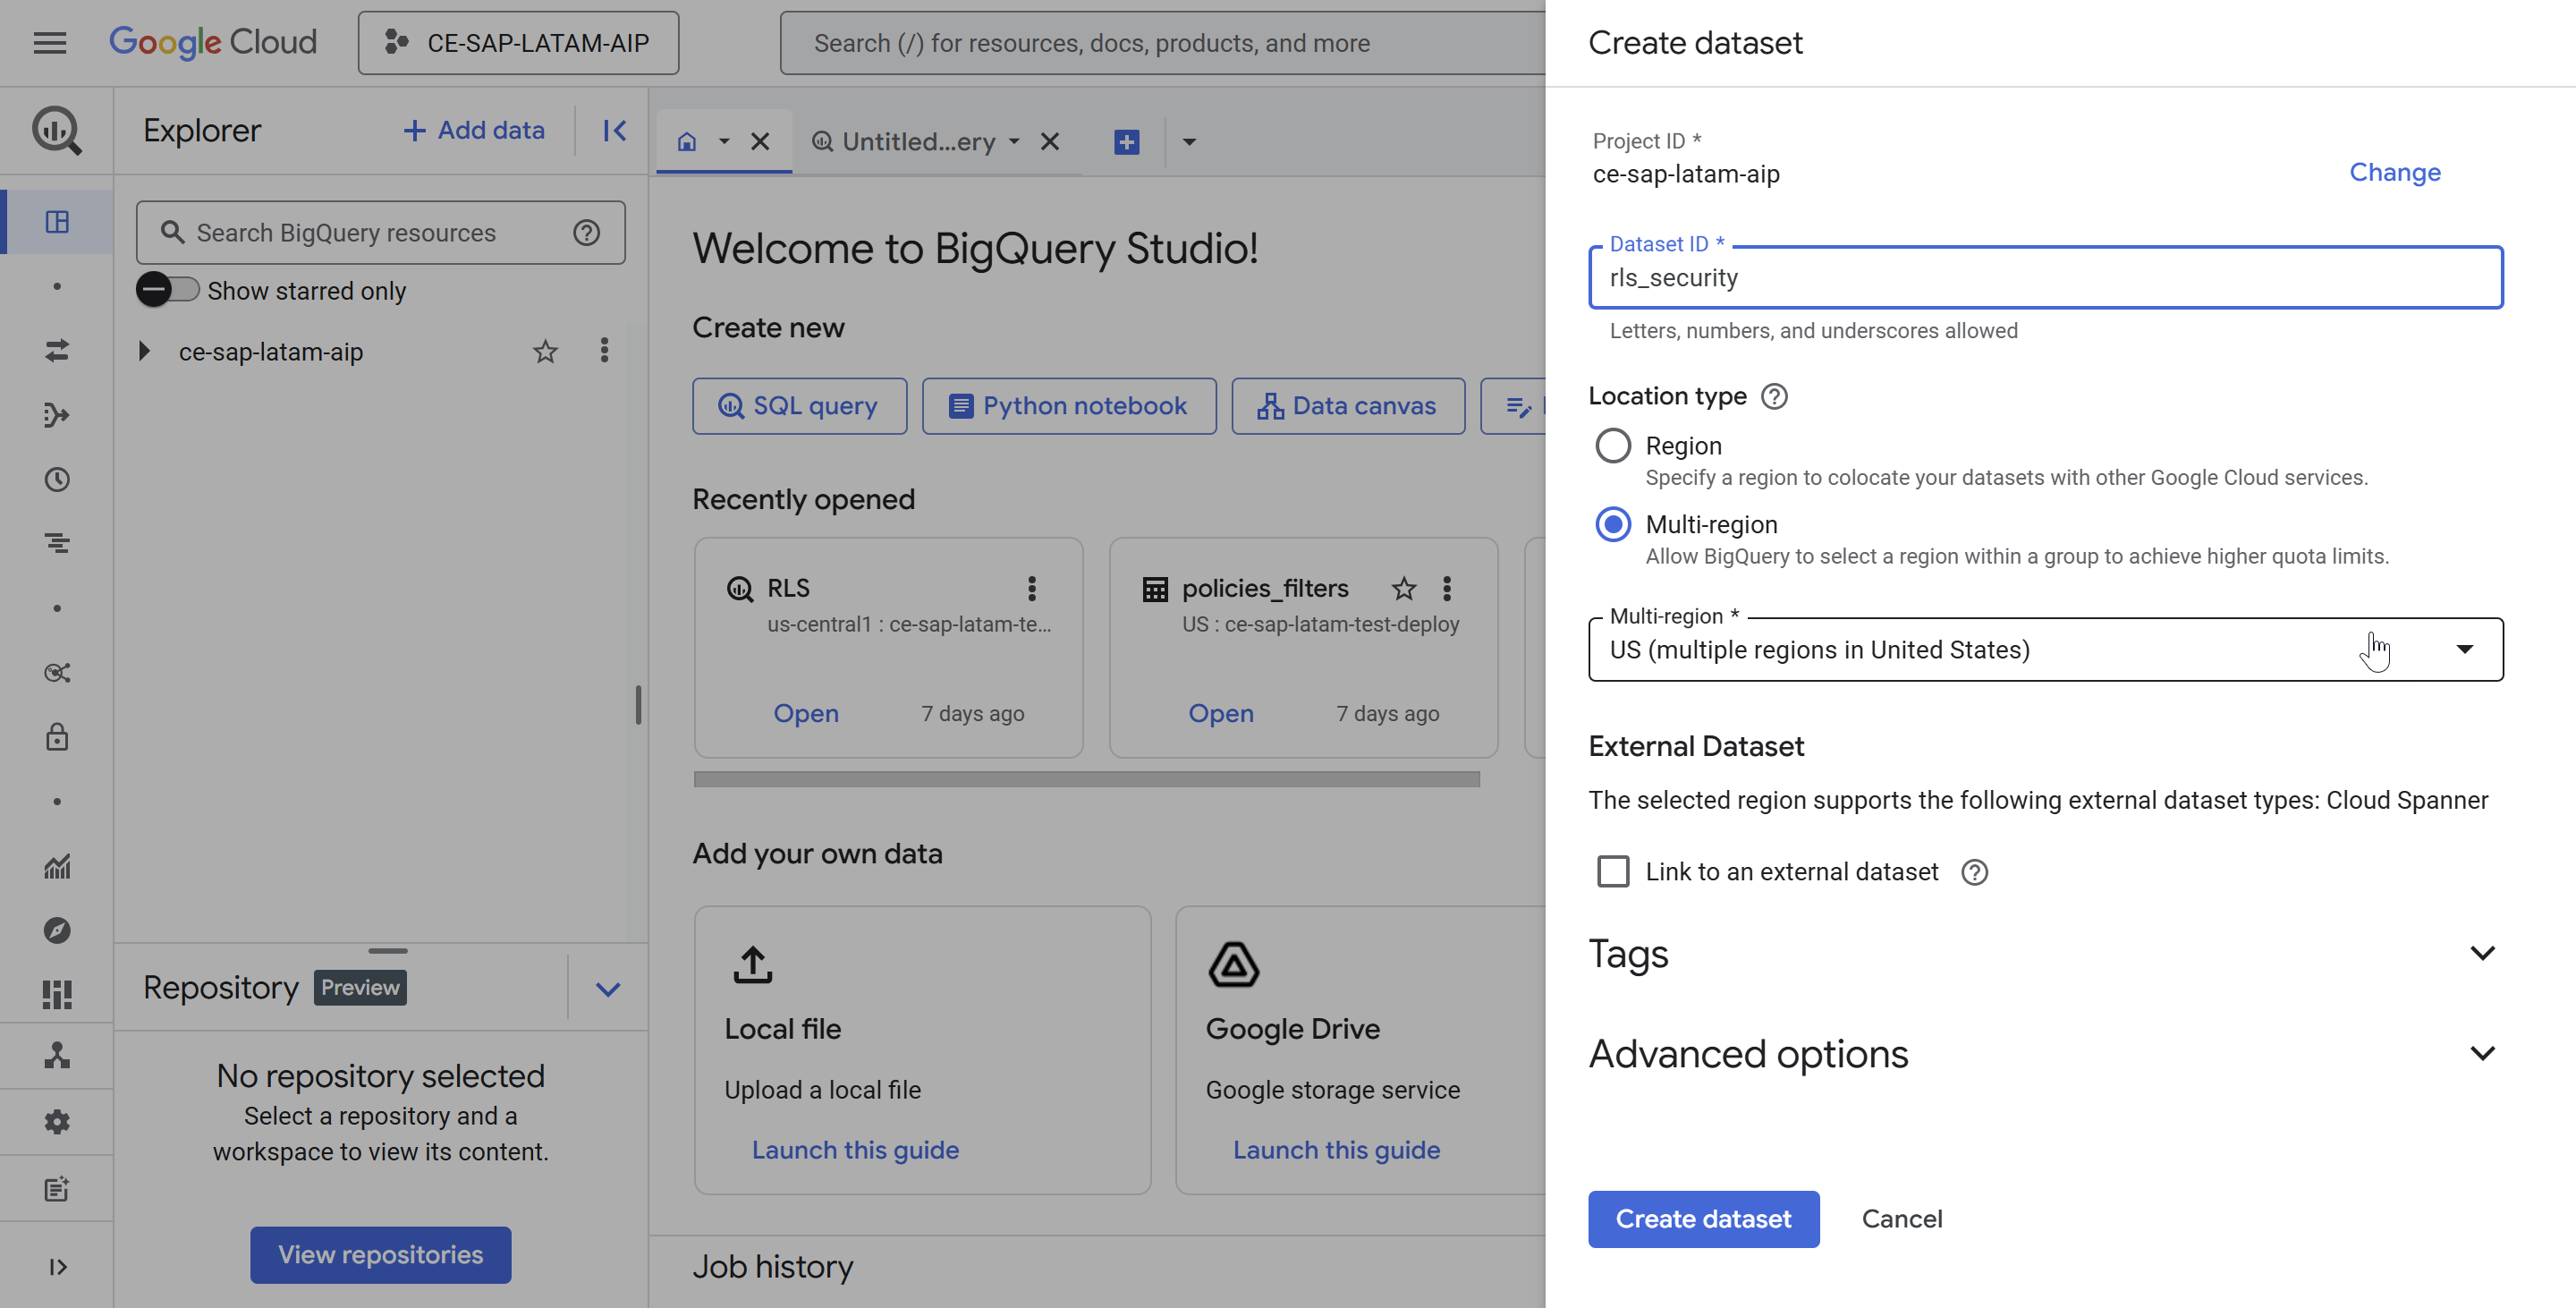 Google Cloud
CE-SAP-LATAM-AIP
Search (/) for resources, docs, products, and more
Explorer
+ Add data
Untitled...ery
Search BigQuery resources
Show starred only
ce-sap-latam-aip
Repository Preview
No repository selected
Select a repository and a
workspace to view its content.
View repositories
Welcome to BigQuery Studio!
Create new
SQL query
Python notebook
Data canvas
Recently opened
RLS
us-central1 : ce-sap-latam-te...
Open
7 days ago
policies_filters
US : ce-sap-latam-test-deploy
Open
7 days ago
Add your own data
Local file
Upload a local file
Launch this guide
Google Drive
Google storage service
Launch this guide
Job history
Create dataset
Project ID *
ce-sap-latam-aip
Change
Dataset ID *
rls_security
Letters, numbers, and underscores allowed
Location type
Region
Specify a region to colocate your datasets with other Google Cloud services.
Multi-region
Allow BigQuery to select a region within a group to achieve higher quota limits.
Multi-region *
US (multiple regions in United States)
External Dataset
The selected region supports the following external dataset types: Cloud Spanner
Link to an external dataset
Tags
Advanced options
Create dataset
Cancel